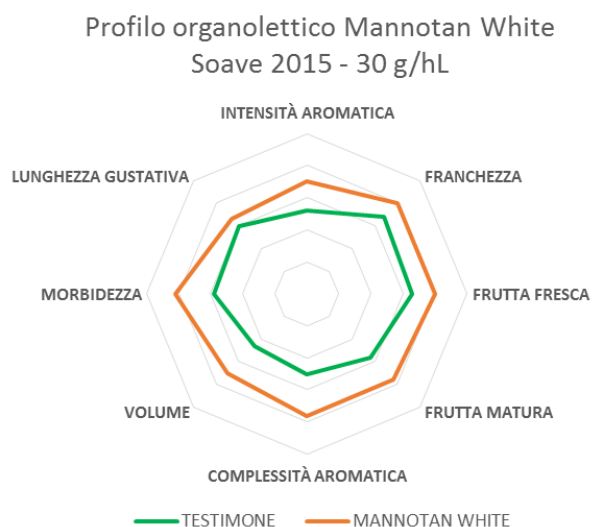 Profilo organolettico Mannotan White
Soave 2015 - 30 g/hL
INTENSITÀ AROMATICA
LUNGHEZZA GUSTATIVA
FRANCHEZZA
MORBIDEZZA
FRUTTA FRESCA
VOLUME
FRUTTA MATURA
COMPLESSITÀ AROMATICA
TESTIMONE
MANNOTAN WHITE